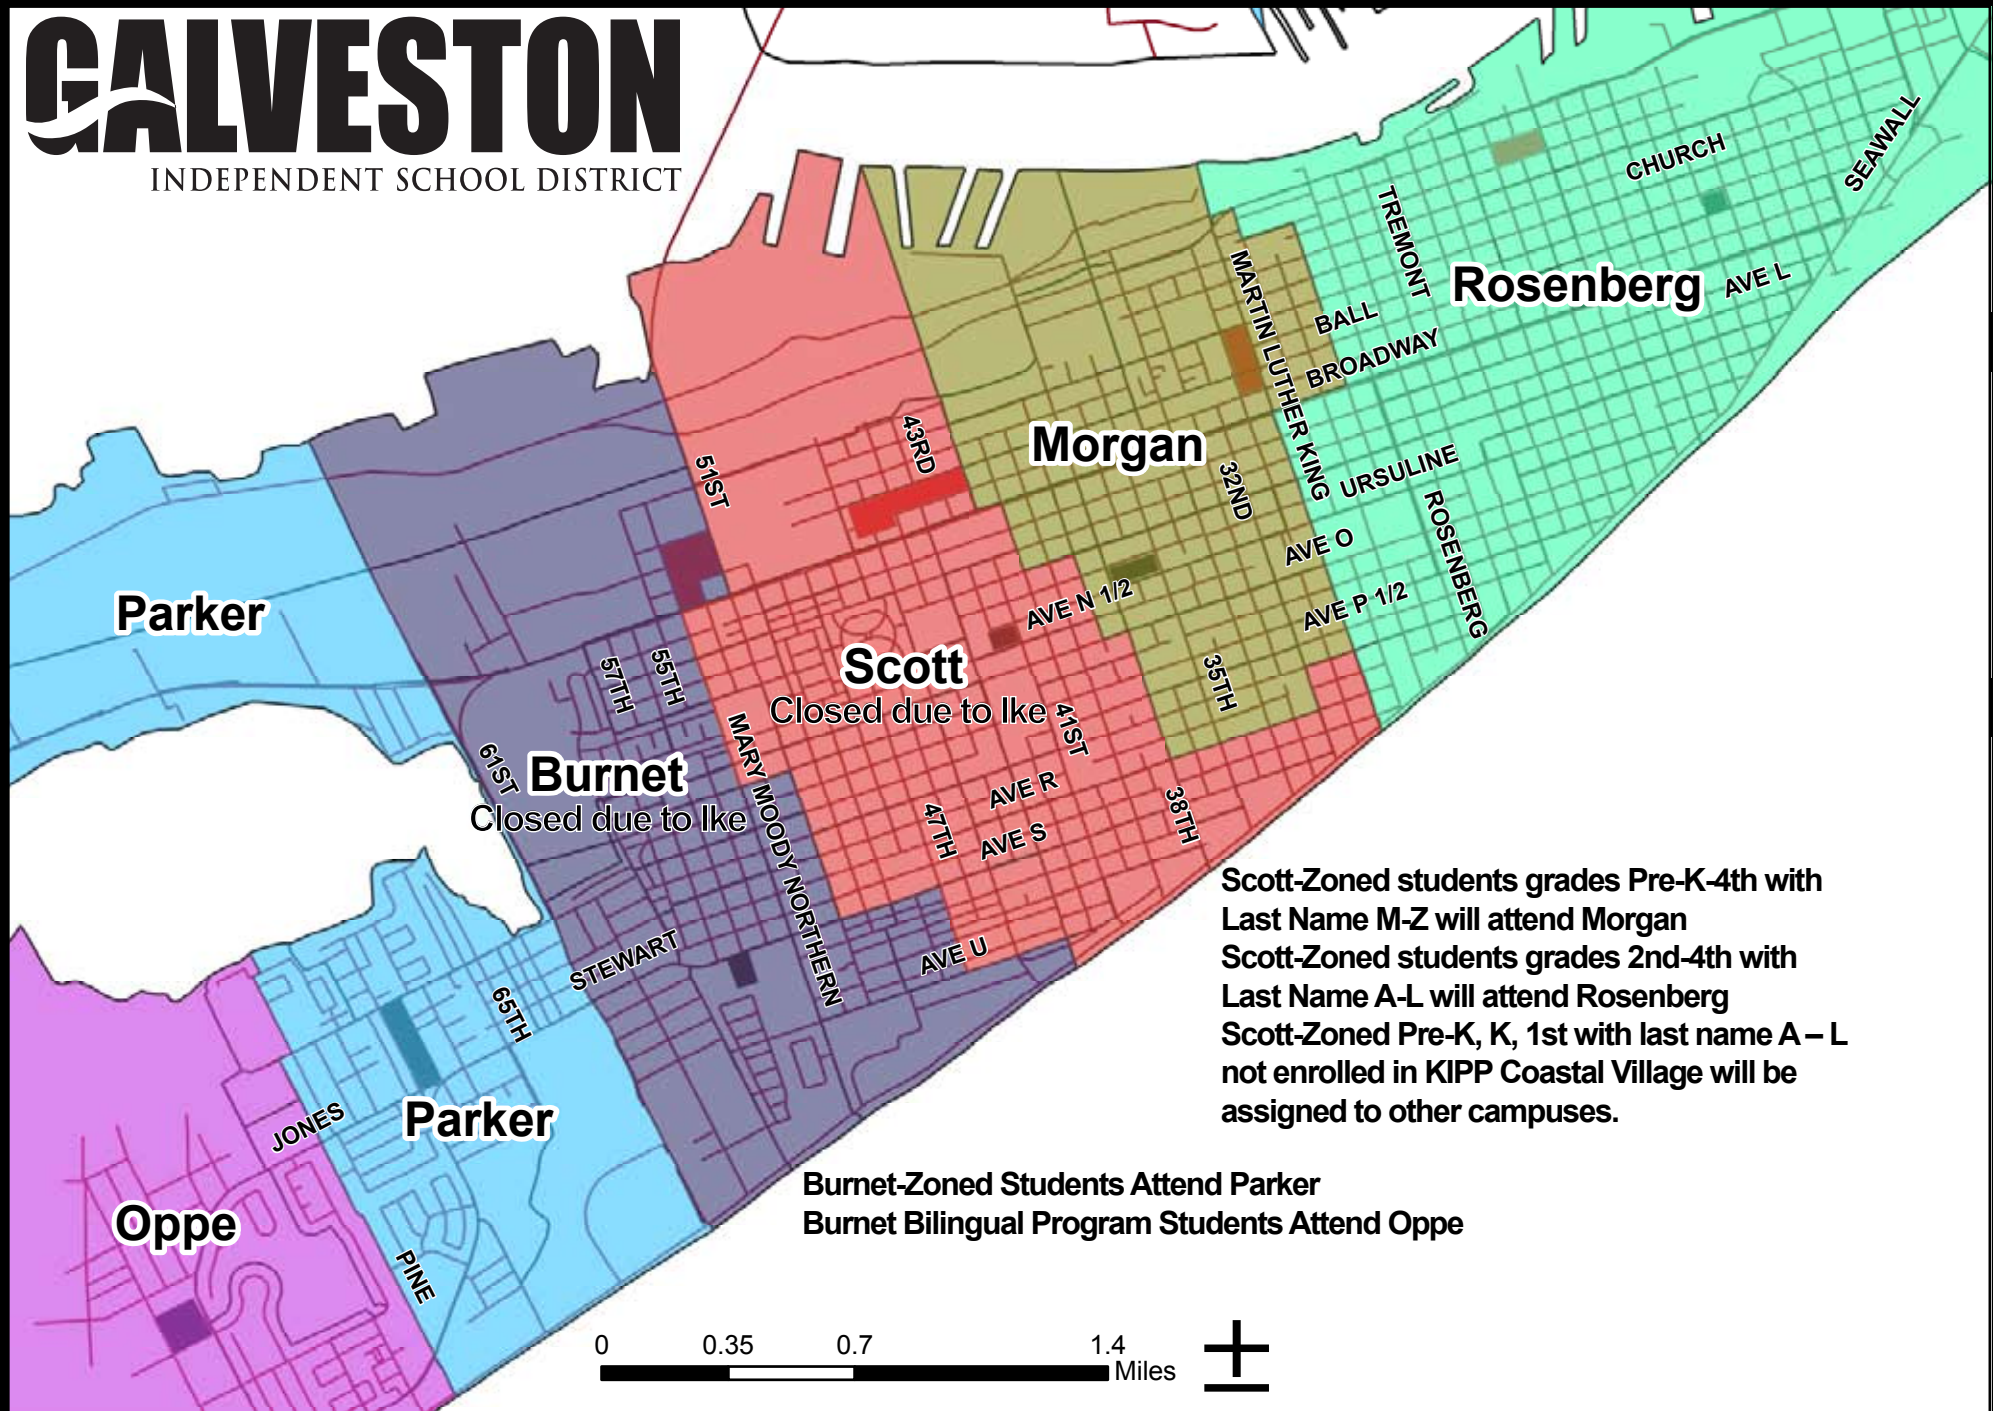 GALVESTON
INDEPENDENT SCHOOL DISTRICT
CHURCH
SEAWALL
TREMONT
Rosenberg
AVE L
MARTIN LUTHER KING
BALL
BROADWAY
43RD
Morgan
51ST
32ND
URSULINE
ROSENBERG
AVE O
Parker
AVE N 1/2
AVE P 1/2
57TH
55TH
Scott
Closed due to Ike
41ST
35TH
61ST
Burnet
Closed due to Ike
MARY MOODY NORTHERN
AVE R
47TH
AVE S
38TH
STEWART
AVE U
65TH
JONES
Parker
Oppe
PINE
Scott-Zoned students grades Pre-K-4th with
Last Name M-Z will attend Morgan
Scott-Zoned students grades 2nd-4th with
Last Name A-L will attend Rosenberg
Scott-Zoned Pre-K, K, 1st with last name A – L
not enrolled in KIPP Coastal Village will be
assigned to other campuses.
Burnet-Zoned Students Attend Parker
Burnet Bilingual Program Students Attend Oppe
0 0.35 0.7 1.4
Miles